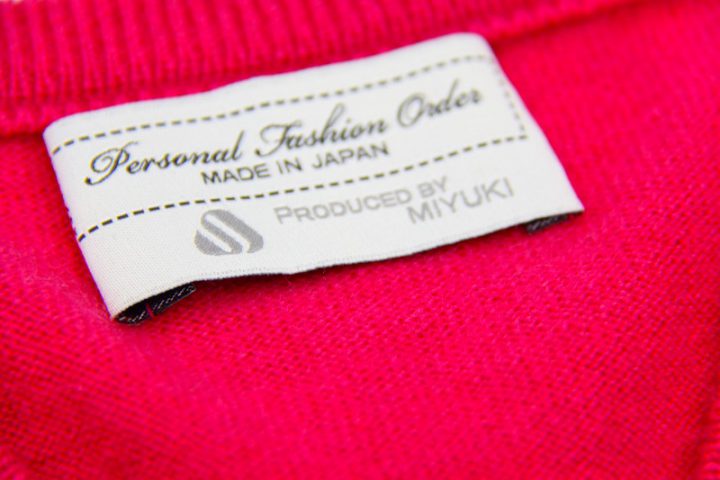 Personal Fashion Order
MADE IN JAPAN
PRODUCED BY
MIYUKI